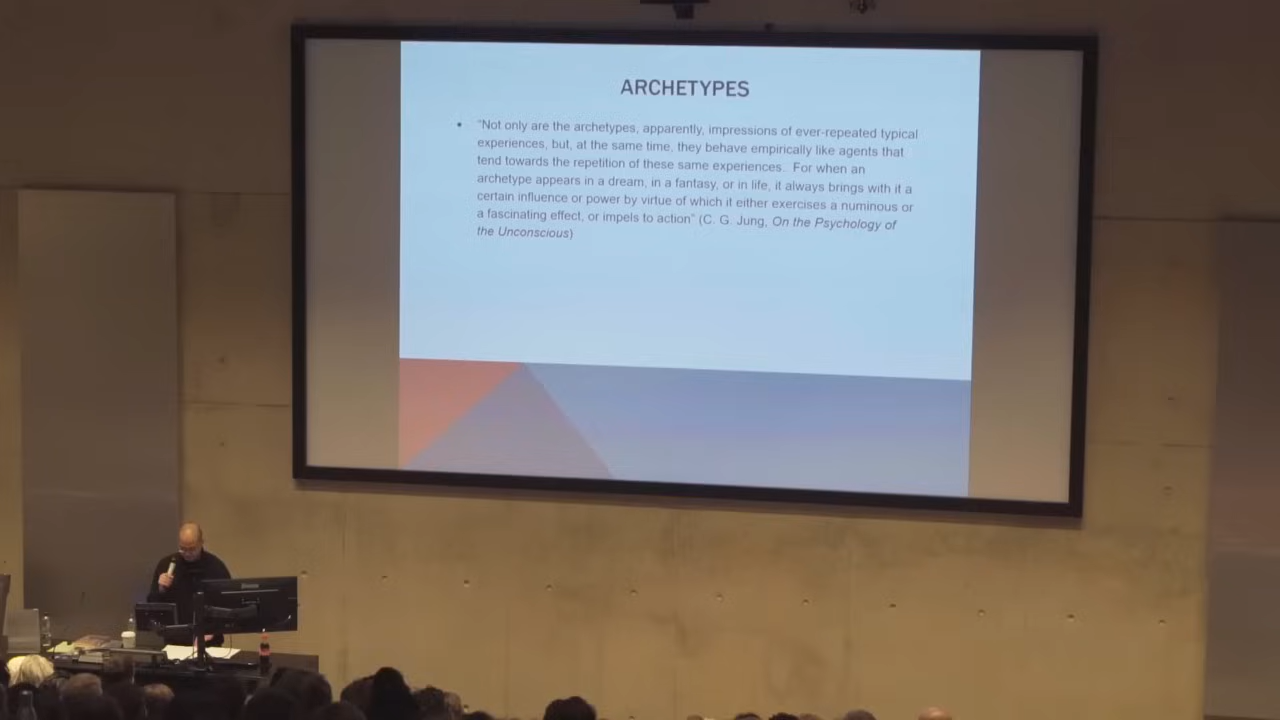 ARCHETYPES
• "Not only are the archetypes, apparently, impressions of ever-repeated typical
experiences, but, at the same time, they behave empirically like agents that
tend towards the repetition of these same experiences.. For when an
archetype appears in a dream, in a fantasy, or in life, it always brings with it a
certain influence or power by virtue of which it either exercises a numinous or
a fascinating effect, or impels to action" (C. G. Jung, On the Psychology of
the Unconscious)